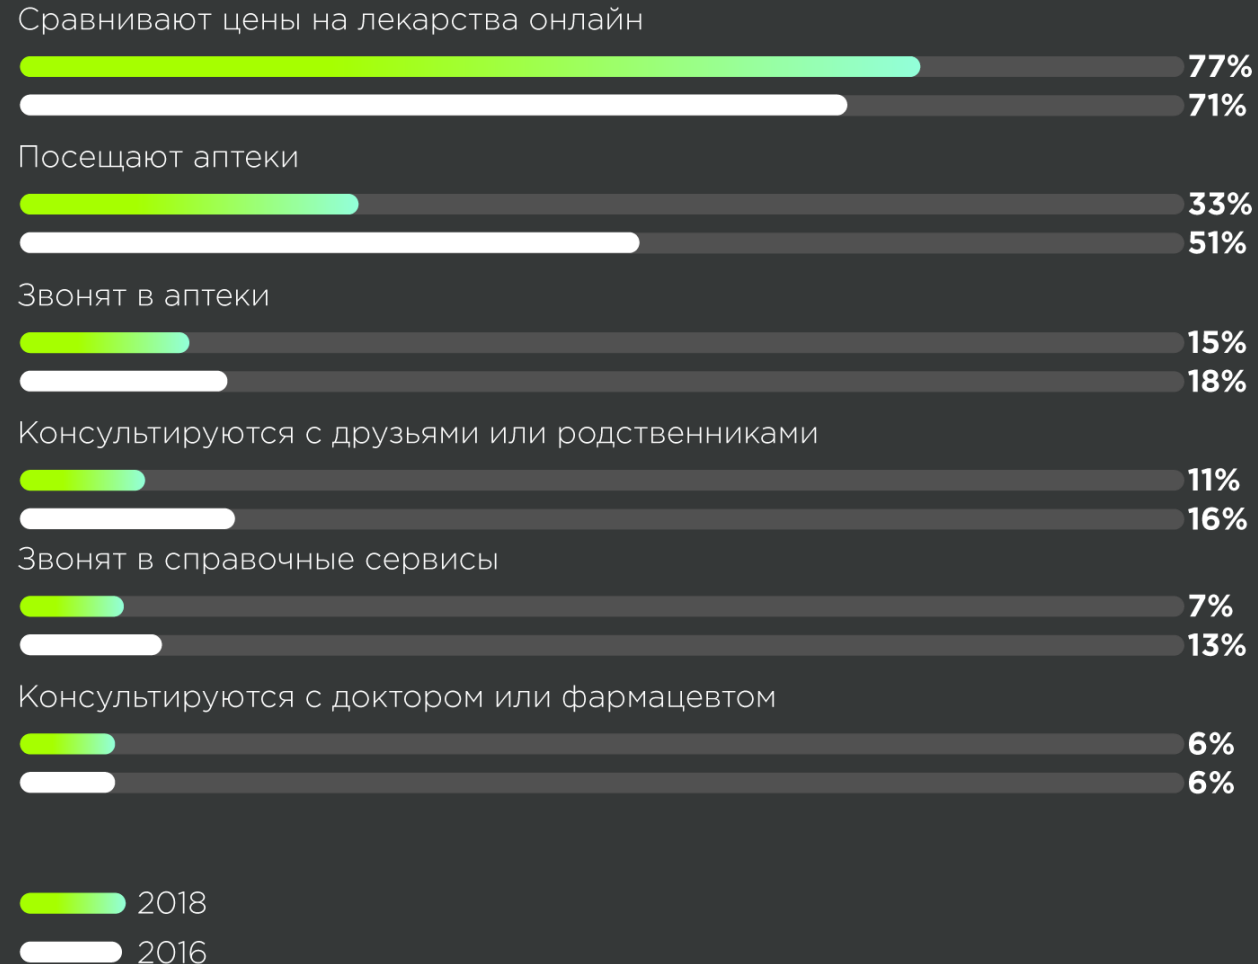 Сравнивают цены на лекарства онлайн
77%
71%
Посещают аптеки
33%
51%
Звонят в аптеки
15%
18%
Консультируются с друзьями или родственниками
11%
16%
Звонят в справочные сервисы
7%
13%
Консультируются с доктором или фармацевтом
6%
6%
2018
2016